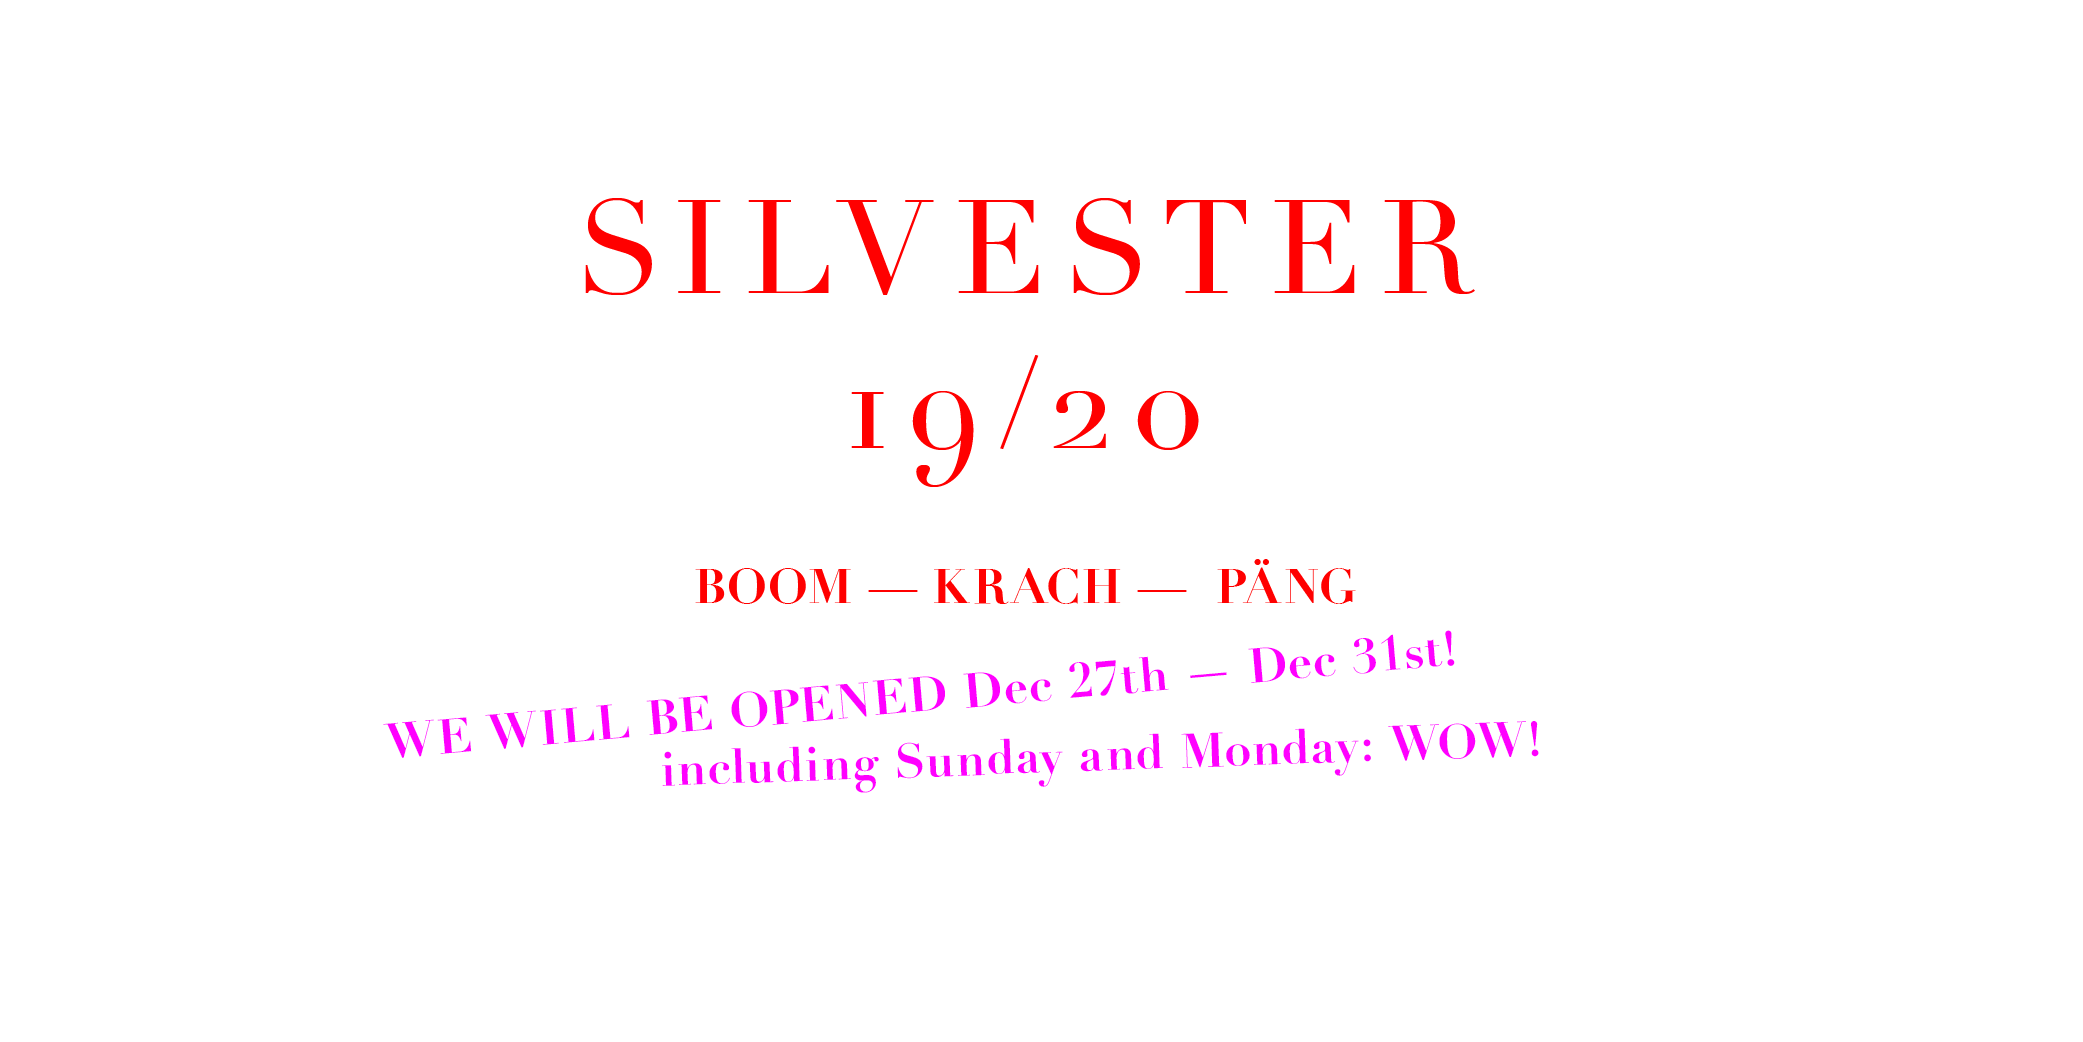 SILVESTER
19/20
BOOM — KRACH — PÄNG
WE WILL BE OPENED Dec 27th — Dec 31st!
including Sunday and Monday: WOW!